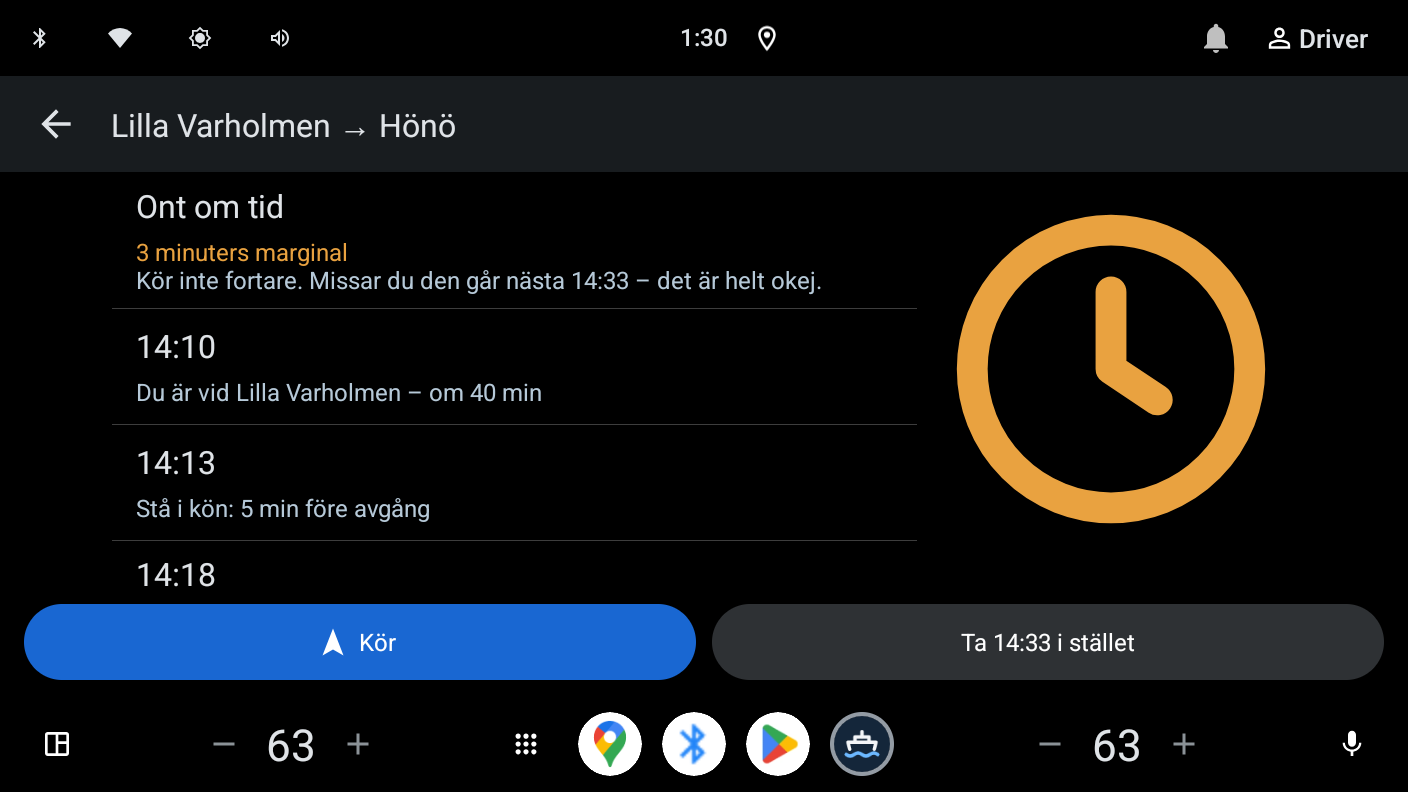 1:30
Driver
Lilla Varholmen → Hönö
Ont om tid
3 minuters marginal
Kör inte fortare. Missar du den går nästa 14:33 – det är helt okej.
14:10
Du är vid Lilla Varholmen – om 40 min
14:13
Stå i kön: 5 min före avgång
14:18
Kör
Ta 14:33 i stället
− 63 +
− 63 +